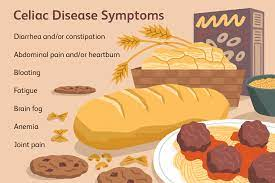 Celiac Disease Symptoms
Diarrhea and/or constipation
Abdominal pain and/or heartburn
Bloating
Fatigue
Brain fog
Anemia
Joint pain